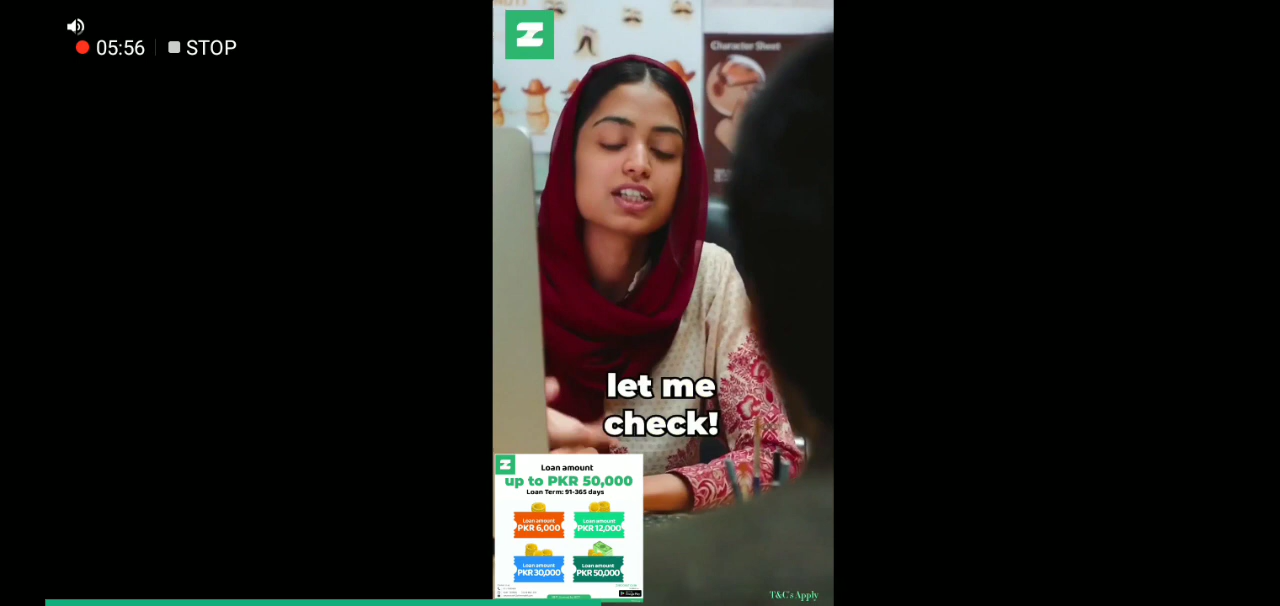 05:56 STOP
Z
Character Sheet
let me
check!
Z
Loan amount
up to PKR 50,000
Loan Term: 91-365 days
Loan amount
PKR 6,000
Loan amount
PKR 12,000
Loan amount
PKR 30,000
Loan amount
PKR 50,000
T&C's Apply